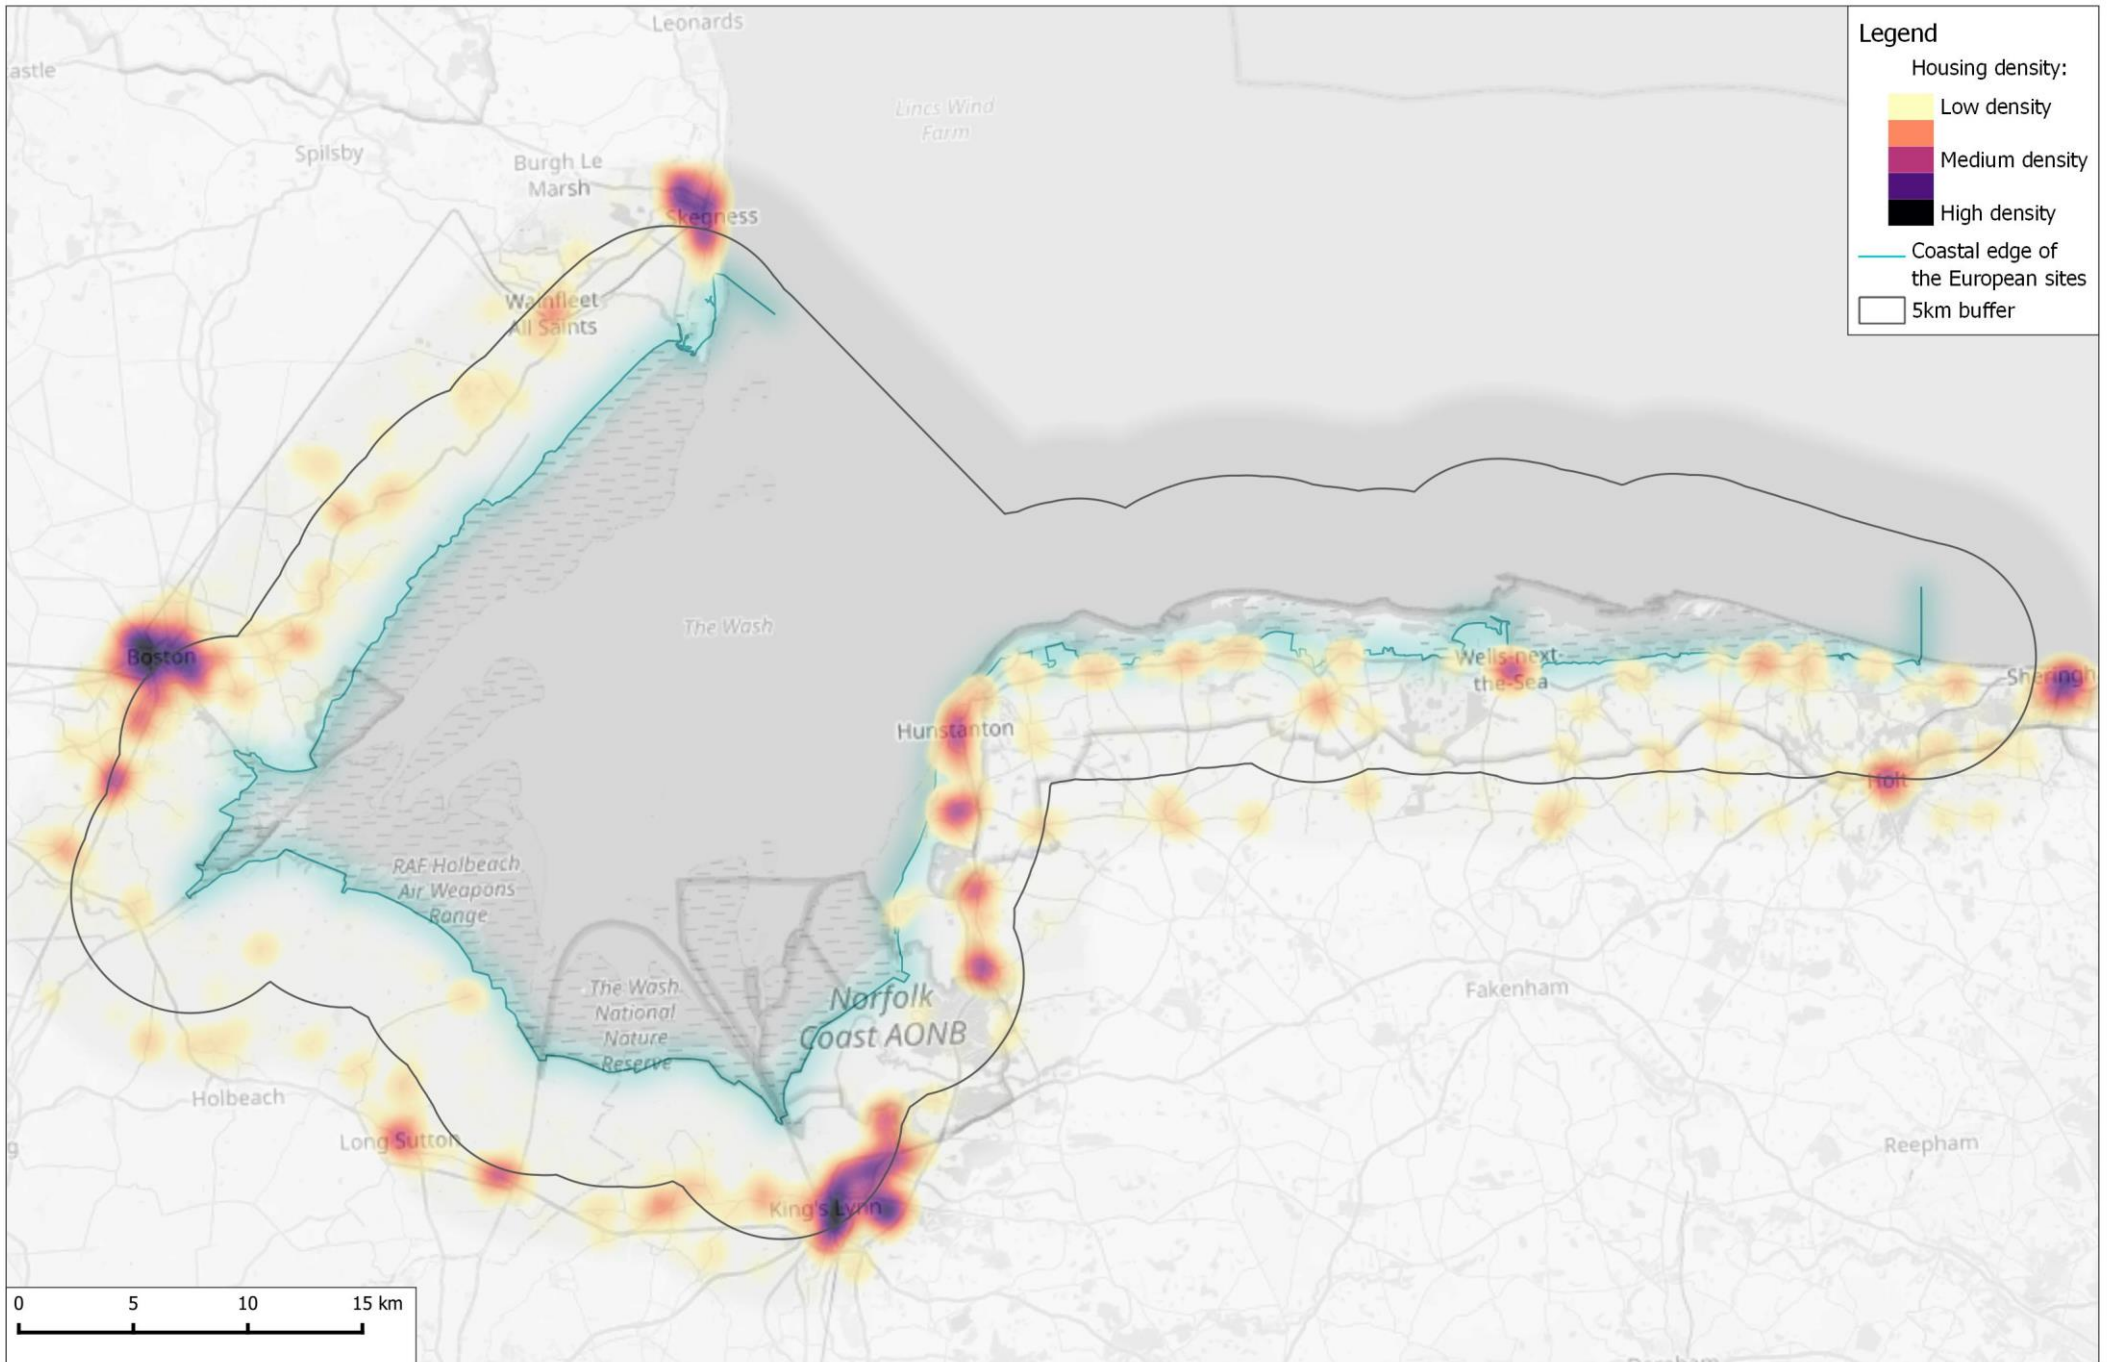 Leonards
astle
Lincs Wind
Farm
Spilsby
Burgh Le
Marsh
Skegness
Wainfleet
All Saints
The Wash
Boston
Wells-next-
the-Sea
Sheringh
Hunstanton
Holt
RAF Holbeach
Air Weapons
Range
The Wash
National
Nature
Reserve
Norfolk
Coast AONB
Fakenham
Holbeach
Long Sutton
g
Reepham
King's Lynn
Legend
Housing density:
Low density
Medium density
High density
Coastal edge of
the European sites
5km buffer
0 5 10 15 km